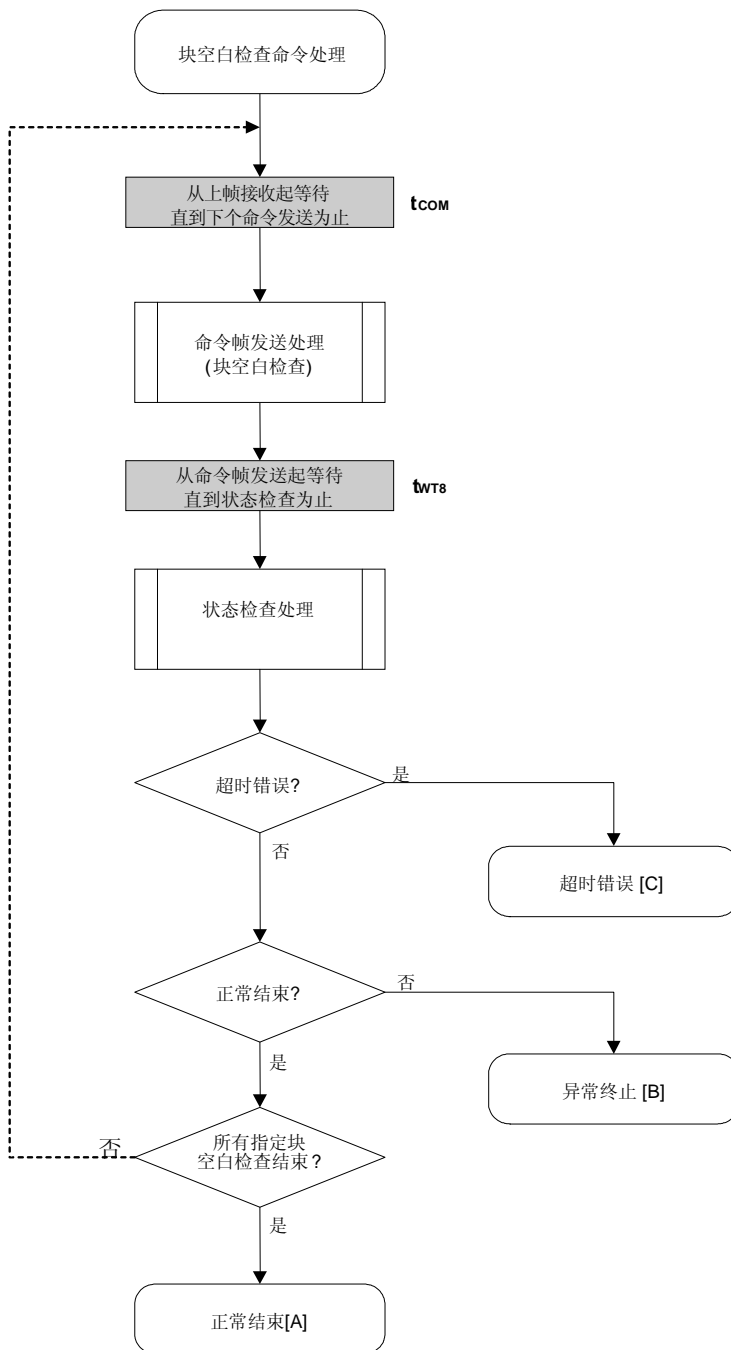 块空白检查命令处理
从上帧接收起等待
直到下个命令发送为止
tCOM
命令帧发送处理
(块空白检查)
从命令帧发送起等待
直到状态检查为止
tWT8
状态检查处理
超时错误?
是
否
超时错误 [C]
正常结束?
否
是
异常终止 [B]
所有指定块
空白检查结束?
否
是
正常结束[A]